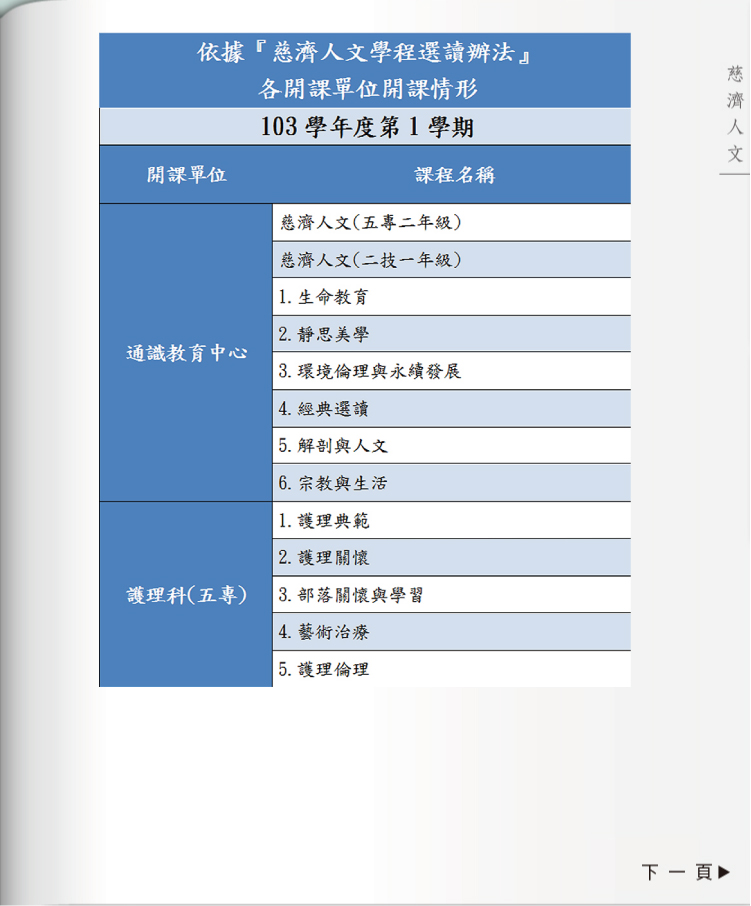 依據『慈濟人文學程選讀辦法』
各開課單位開課情形
103 學年度第 1 學期
開課單位 課程名稱
通識教育中心
慈濟人文(五專二年級)
慈濟人文(二技一年級)
1. 生命教育
2. 靜思美學
3. 環境倫理與永續發展
4. 經典選讀
5. 解剖與人文
6. 宗教與生活
護理科(五專)
1. 護理典範
2. 護理關懷
3. 部落關懷與學習
4. 藝術治療
5. 護理倫理
慈濟人文
下一頁▶